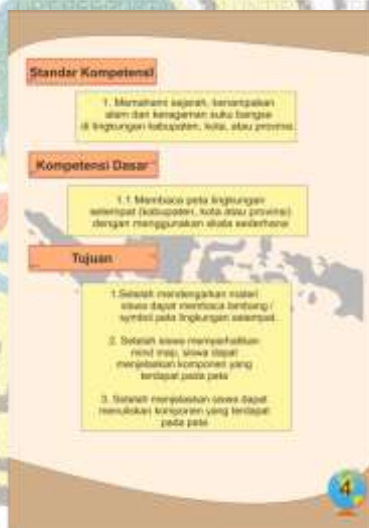 Standar Kompetensi
1. Memahami sejarah, kenampakan
alam dan keragaman suku bangsa
di lingkungan kabupaten, kota, atau provinsi.
Kompetensi Dasar
1.1 Membaca peta lingkungan
setempat (kabupaten, kota atau provinsi)
dengan menggunakan skala sederhana
Tujuan
1.Setelah mendengarkan materi
siswa dapat membaca lambang /
symbol peta lingkungan setempat.
2. Setelah siswa memperhatikan
mind map, siswa dapat
menjelaskan komponen yang
terdapat pada peta
3. Setelah menjelaskan siswa dapat
menuliskan komponen yang terdapat
pada peta
4